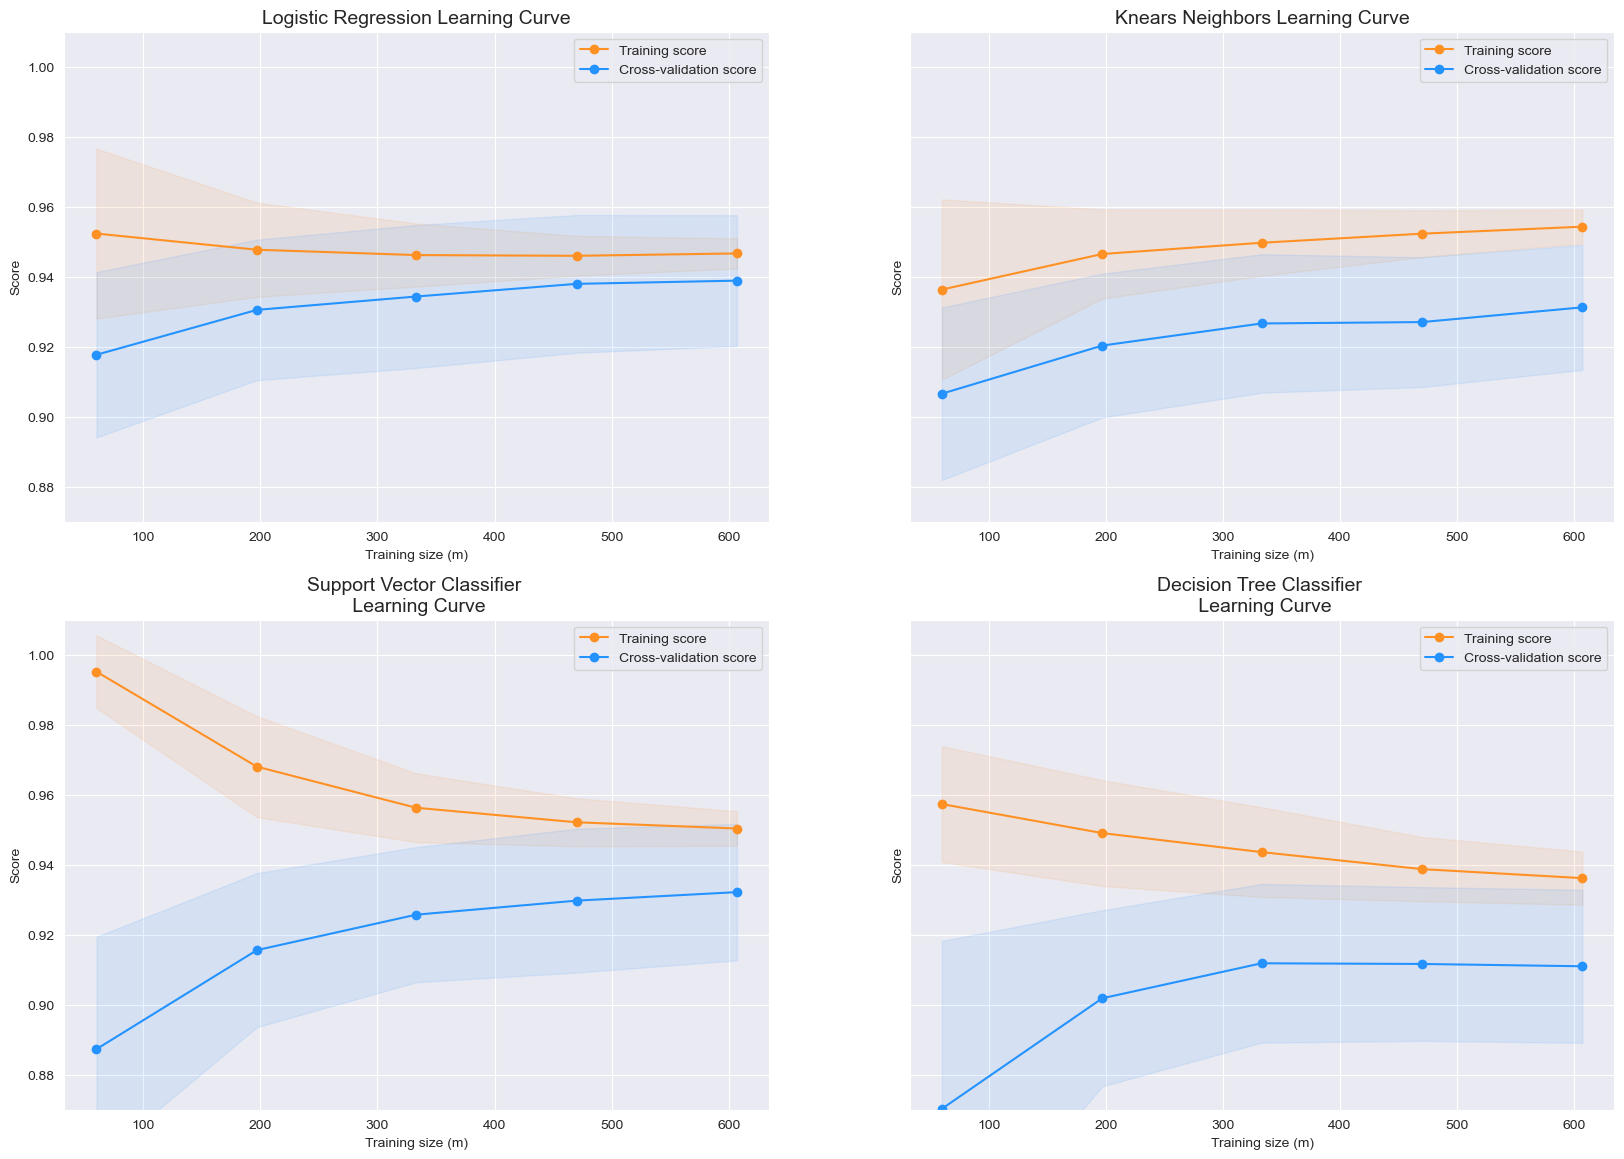 Logistic Regression Learning Curve
Training score
Cross-validation score
1.00
0.98
0.96
0.94
0.92
0.90
0.88
Score
100 200 300 400 500 600
Training size (m)
Knears Neighbors Learning Curve
Training score
Cross-validation score
Score
100 200 300 400 500 600
Training size (m)
Support Vector Classifier
Learning Curve
Training score
Cross-validation score
1.00
0.98
0.96
0.94
0.92
0.90
0.88
Score
100 200 300 400 500 600
Training size (m)
Decision Tree Classifier
Learning Curve
Training score
Cross-validation score
Score
100 200 300 400 500 600
Training size (m)